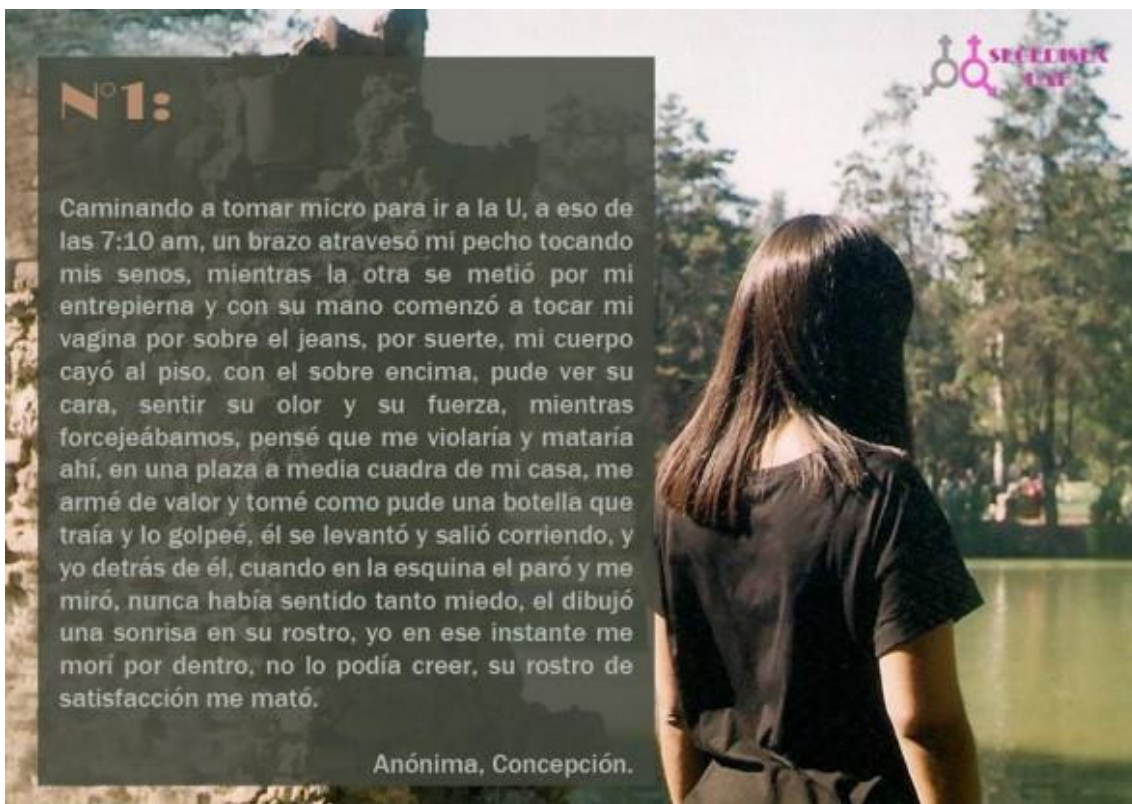 N°1:
Caminando a tomar micro para ir a la U, a eso de
las 7:10 am, un brazo atravesó mi pecho tocando
mis senos, mientras la otra se metió por mi
entrepierna y con su mano comenzó a tocar mi
vagina por sobre el jeans, por suerte, mi cuerpo
cayó al piso, con el sobre encima, pude ver su
cara, sentir su olor y su fuerza, mientras
forcejeábamos, pensé que me violaría y mataría
ahí, en una plaza a media cuadra de mi casa, me
armé de valor y tomé como pude una botella que
traía y lo golpeé, él se levantó y salió corriendo, y
yo detrás de él, cuando en la esquina el paró y me
miró, nunca había sentido tanto miedo, el dibujó
una sonrisa en su rostro, yo en ese instante me
morí por dentro, no lo podía creer, su rostro de
satisfacción me mató.
Anónima, Concepción.